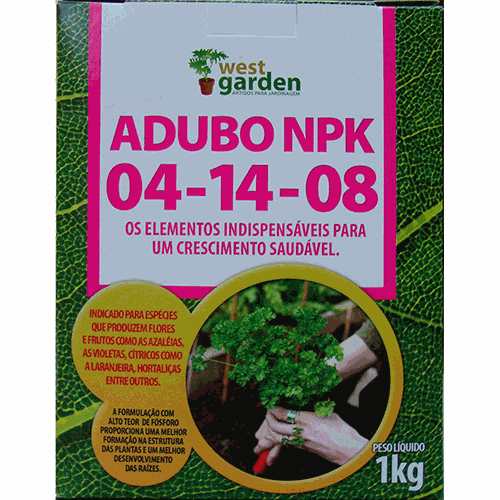 west
garden
ARTIGOS PARA JARDINAGEM
ADUBO NPK
04-14-08
OS ELEMENTOS INDISPENSÁVEIS PARA
UM CRESCIMENTO SAUDÁVEL.
INDICADO PARA ESPÉCIES
QUE PRODUZEM FLORES
E FRUTOS COMO AS AZALÉIAS,
AS VIOLETAS, CÍTRICOS COMO
A LARANJEIRA, HORTALIÇAS
ENTRE OUTROS.
A FORMULAÇÃO COM
ALTO TEOR DE FÓSFORO
PROPORCIONA UMA MELHOR
FORMAÇÃO NA ESTRUTURA
DAS PLANTAS E UM MELHOR
DESENVOLVIMENTO
DAS RAÍZES.
PESO LÍQUIDO
1kg